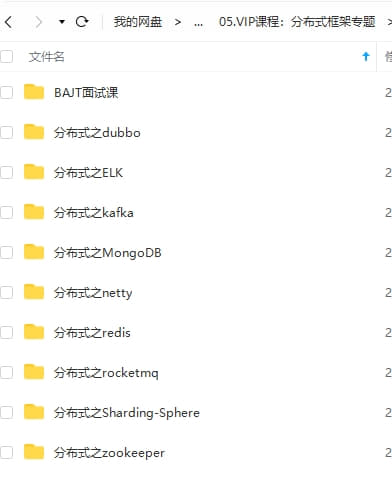 我的网盘 > ... 05.VIP课程：分布式框架专题 >
文件名
BAJT面试课 2
分布式之dubbo 2
分布式之ELK 2
分布式之kafka 2
分布式之MongoDB 2
分布式之netty 2
分布式之redis 2
分布式之rocketmq 2
分布式之Sharding-Sphere 2
分布式之zookeeper 2